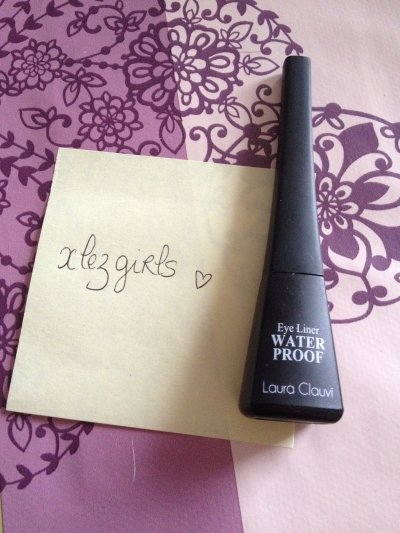 xlezgirls ♡
Eye Liner
WATER
PROOF
Laura Clauvi